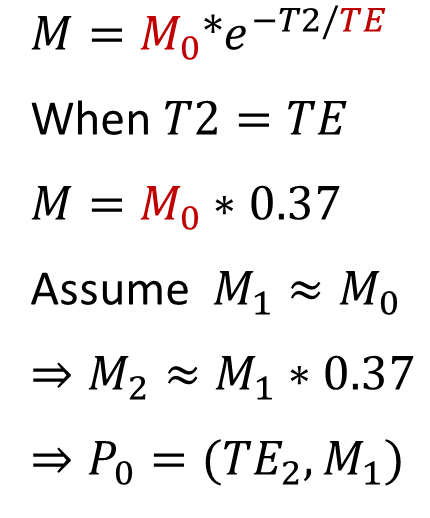 M = M₀*e^{−T2/TE}
When T2 = TE
M = M₀ ∗ 0.37
Assume M₁ ≈ M₀
⇒ M₂ ≈ M₁ ∗ 0.37
⇒ P₀ = (TE₂, M₁)